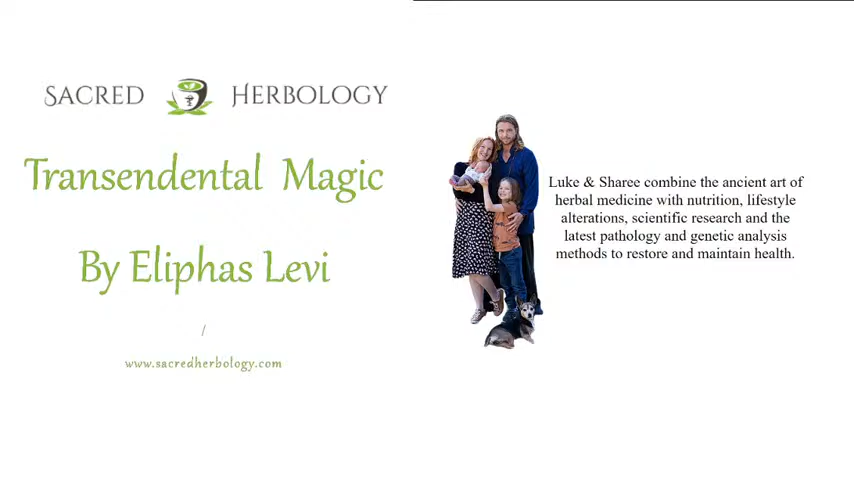 SACRED HERBOLOGY
Transendental Magic
By Eliphas Levi
/
www.sacredherbology.com
Luke & Sharee combine the ancient art of
herbal medicine with nutrition, lifestyle
alterations, scientific research and the
latest pathology and genetic analysis
methods to restore and maintain health.